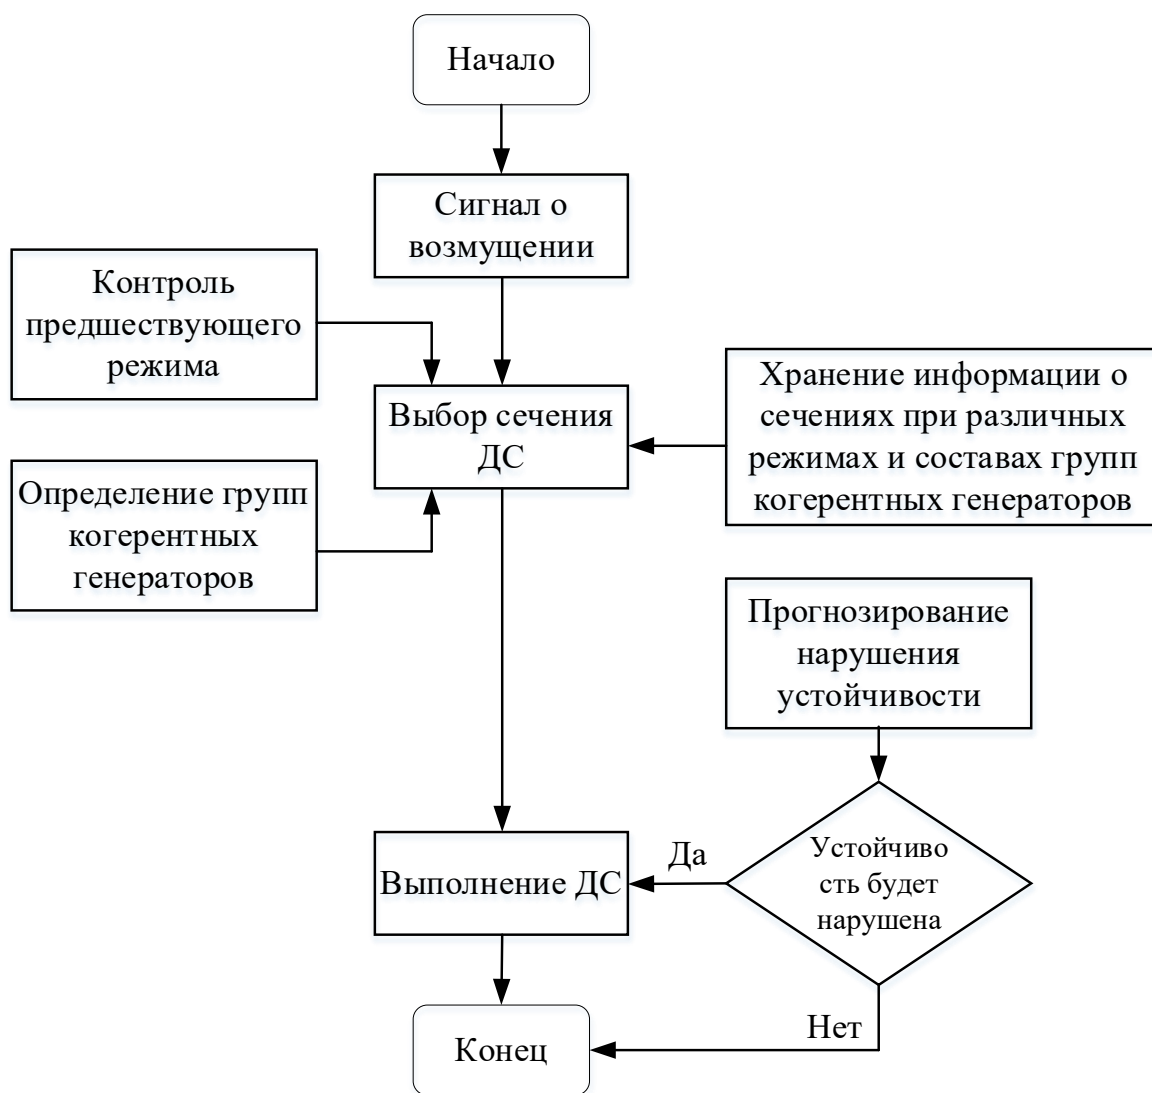 Начало
Сигнал о
возмущении
Контроль
предшествующего
режима
Выбор сечения
ДС
Хранение информации о
сечениях при различных
режимах и составах групп
когерентных генераторов
Определение групп
когерентных
генераторов
Прогнозирование
нарушения
устойчивости
Выполнение ДС
Да
Устойчиво
сть будет
нарушена
Нет
Конец